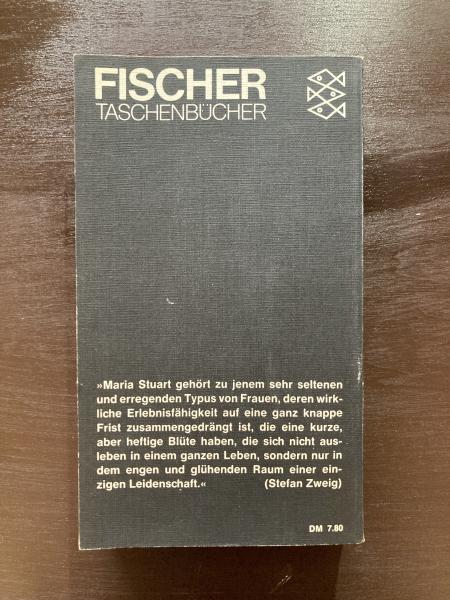 FISCHER
TASCHENBÜCHER
»Maria Stuart gehört zu jenem sehr seltenen
und erregenden Typus von Frauen, deren wirk-
liche Erlebnisfähigkeit auf eine ganz knappe
Frist zusammengedrängt ist, die eine kurze,
aber heftige Blüte haben, die sich nicht aus-
leben in einem ganzen Leben, sondern nur in
dem engen und glühenden Raum einer ein-
zigen Leidenschaft.« (Stefan Zweig)
DM 7.80